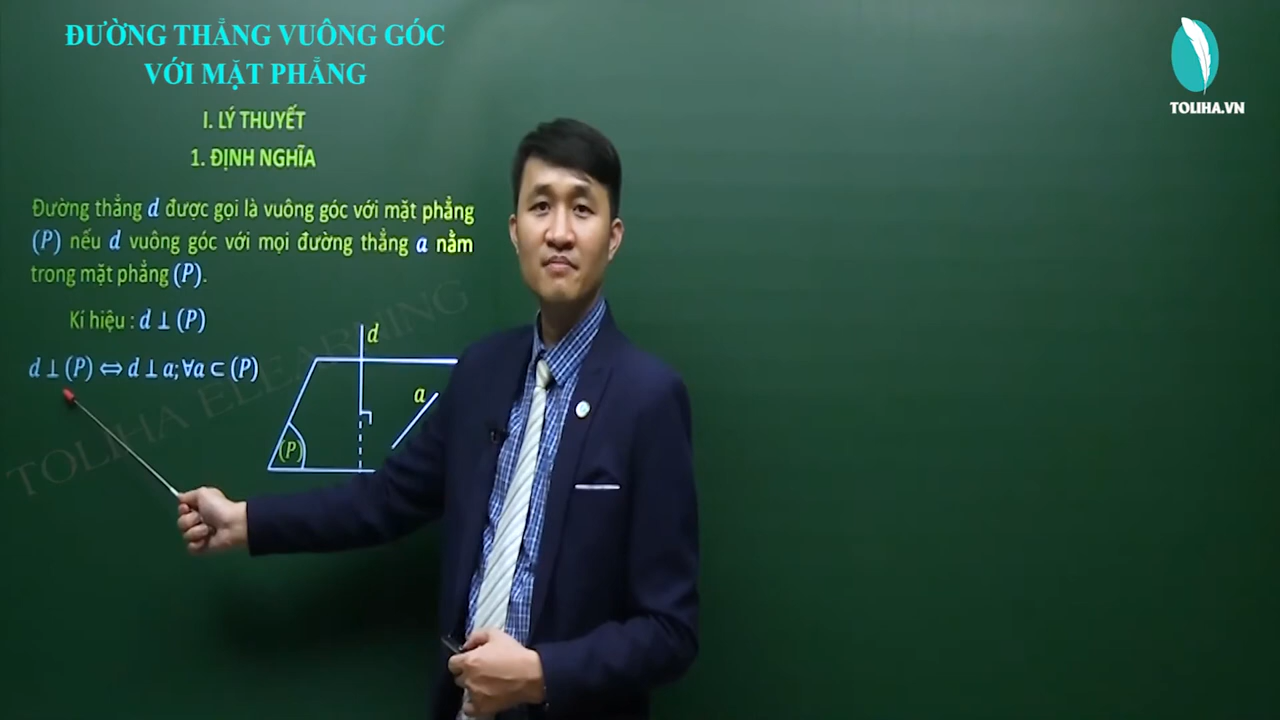 ĐƯỜNG THẲNG VUÔNG GÓC
VỚI MẶT PHẲNG
TOLIHA.VN
I. LÝ THUYẾT
1. ĐỊNH NGHĨA
Đường thẳng d được gọi là vuông góc với mặt phẳng
(P) nếu d vuông góc với mọi đường thẳng a nằm
trong mặt phẳng (P).
Kí hiệu : d ⊥ (P)
d ⊥ (P) ⇔ d ⊥ a; ∀a ⊂ (P)
d
a
(P)
TOLIHA ELEARNING